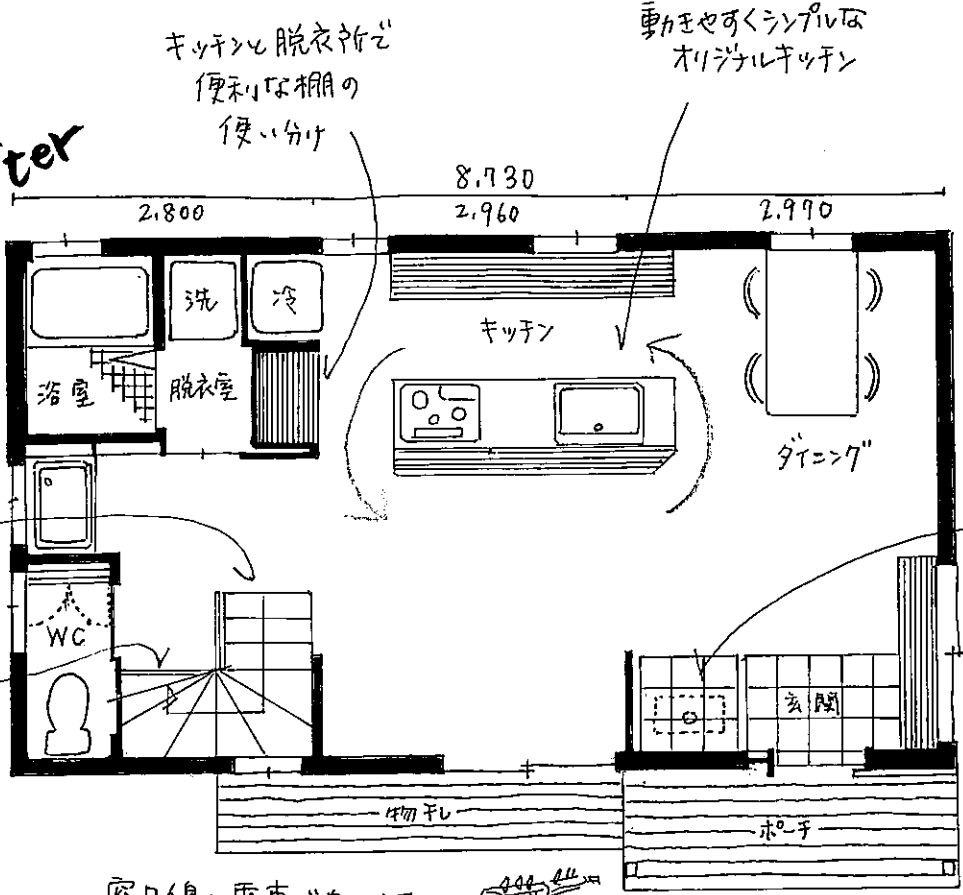 キッチンと脱衣所で
便利な棚の
使い分け
動きやすくシンプルな
オリジナルキッチン
ter
8.730
2.800
2.960
2.970
洗
冷
キッチン
浴室
脱衣室
ダイニング
WC
玄関
物干し
ポーチ